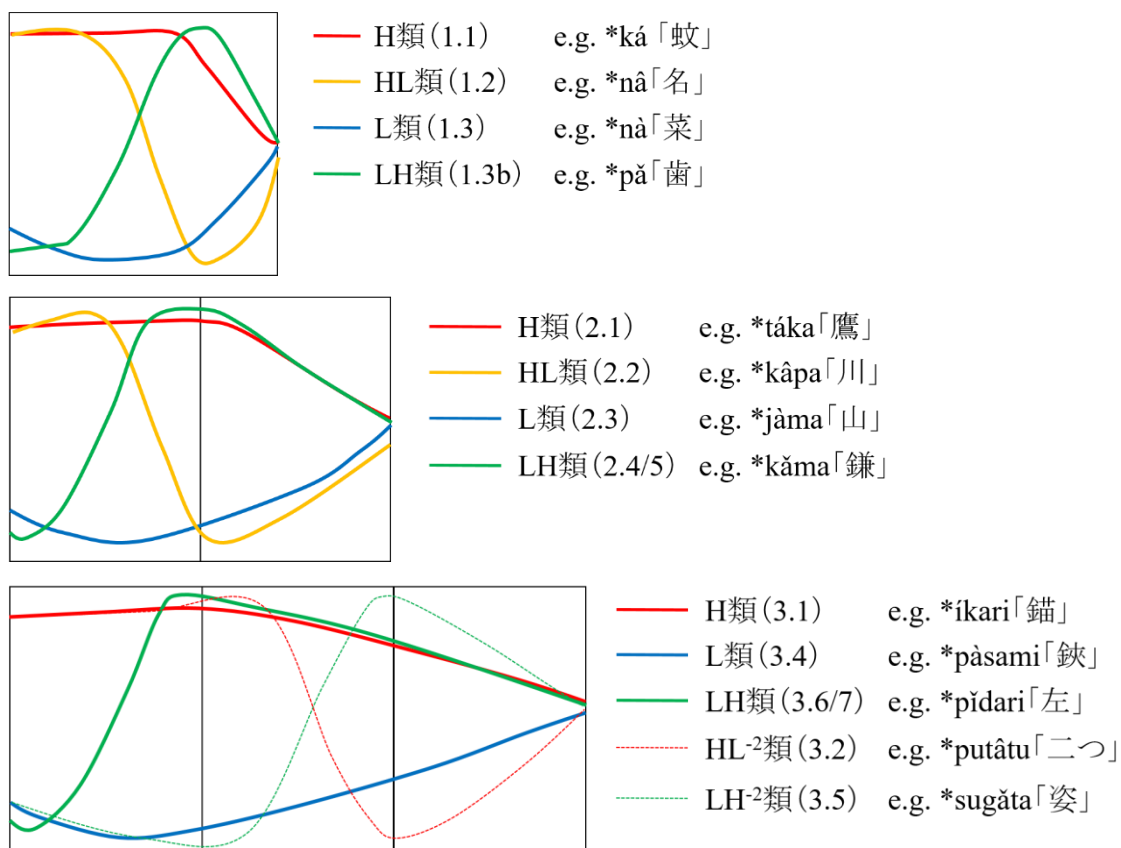 H類(1.1) e.g. *ká「蚊」
HL類(1.2) e.g. *nâ「名」
L類(1.3) e.g. *nà「菜」
LH類(1.3b) e.g. *pǎ「歯」
H類(2.1) e.g. *táka「鷹」
HL類(2.2) e.g. *kâpa「川」
L類(2.3) e.g. *jàma「山」
LH類(2.4/5) e.g. *kǎma「鎌」
H類(3.1) e.g. *íkari「錨」
L類(3.4) e.g. *pàsami「鋏」
LH類(3.6/7) e.g. *pǐdari「左」
HL⁻²類(3.2) e.g. *putâtu「二つ」
LH⁻²類(3.5) e.g. *sugǎta「姿」